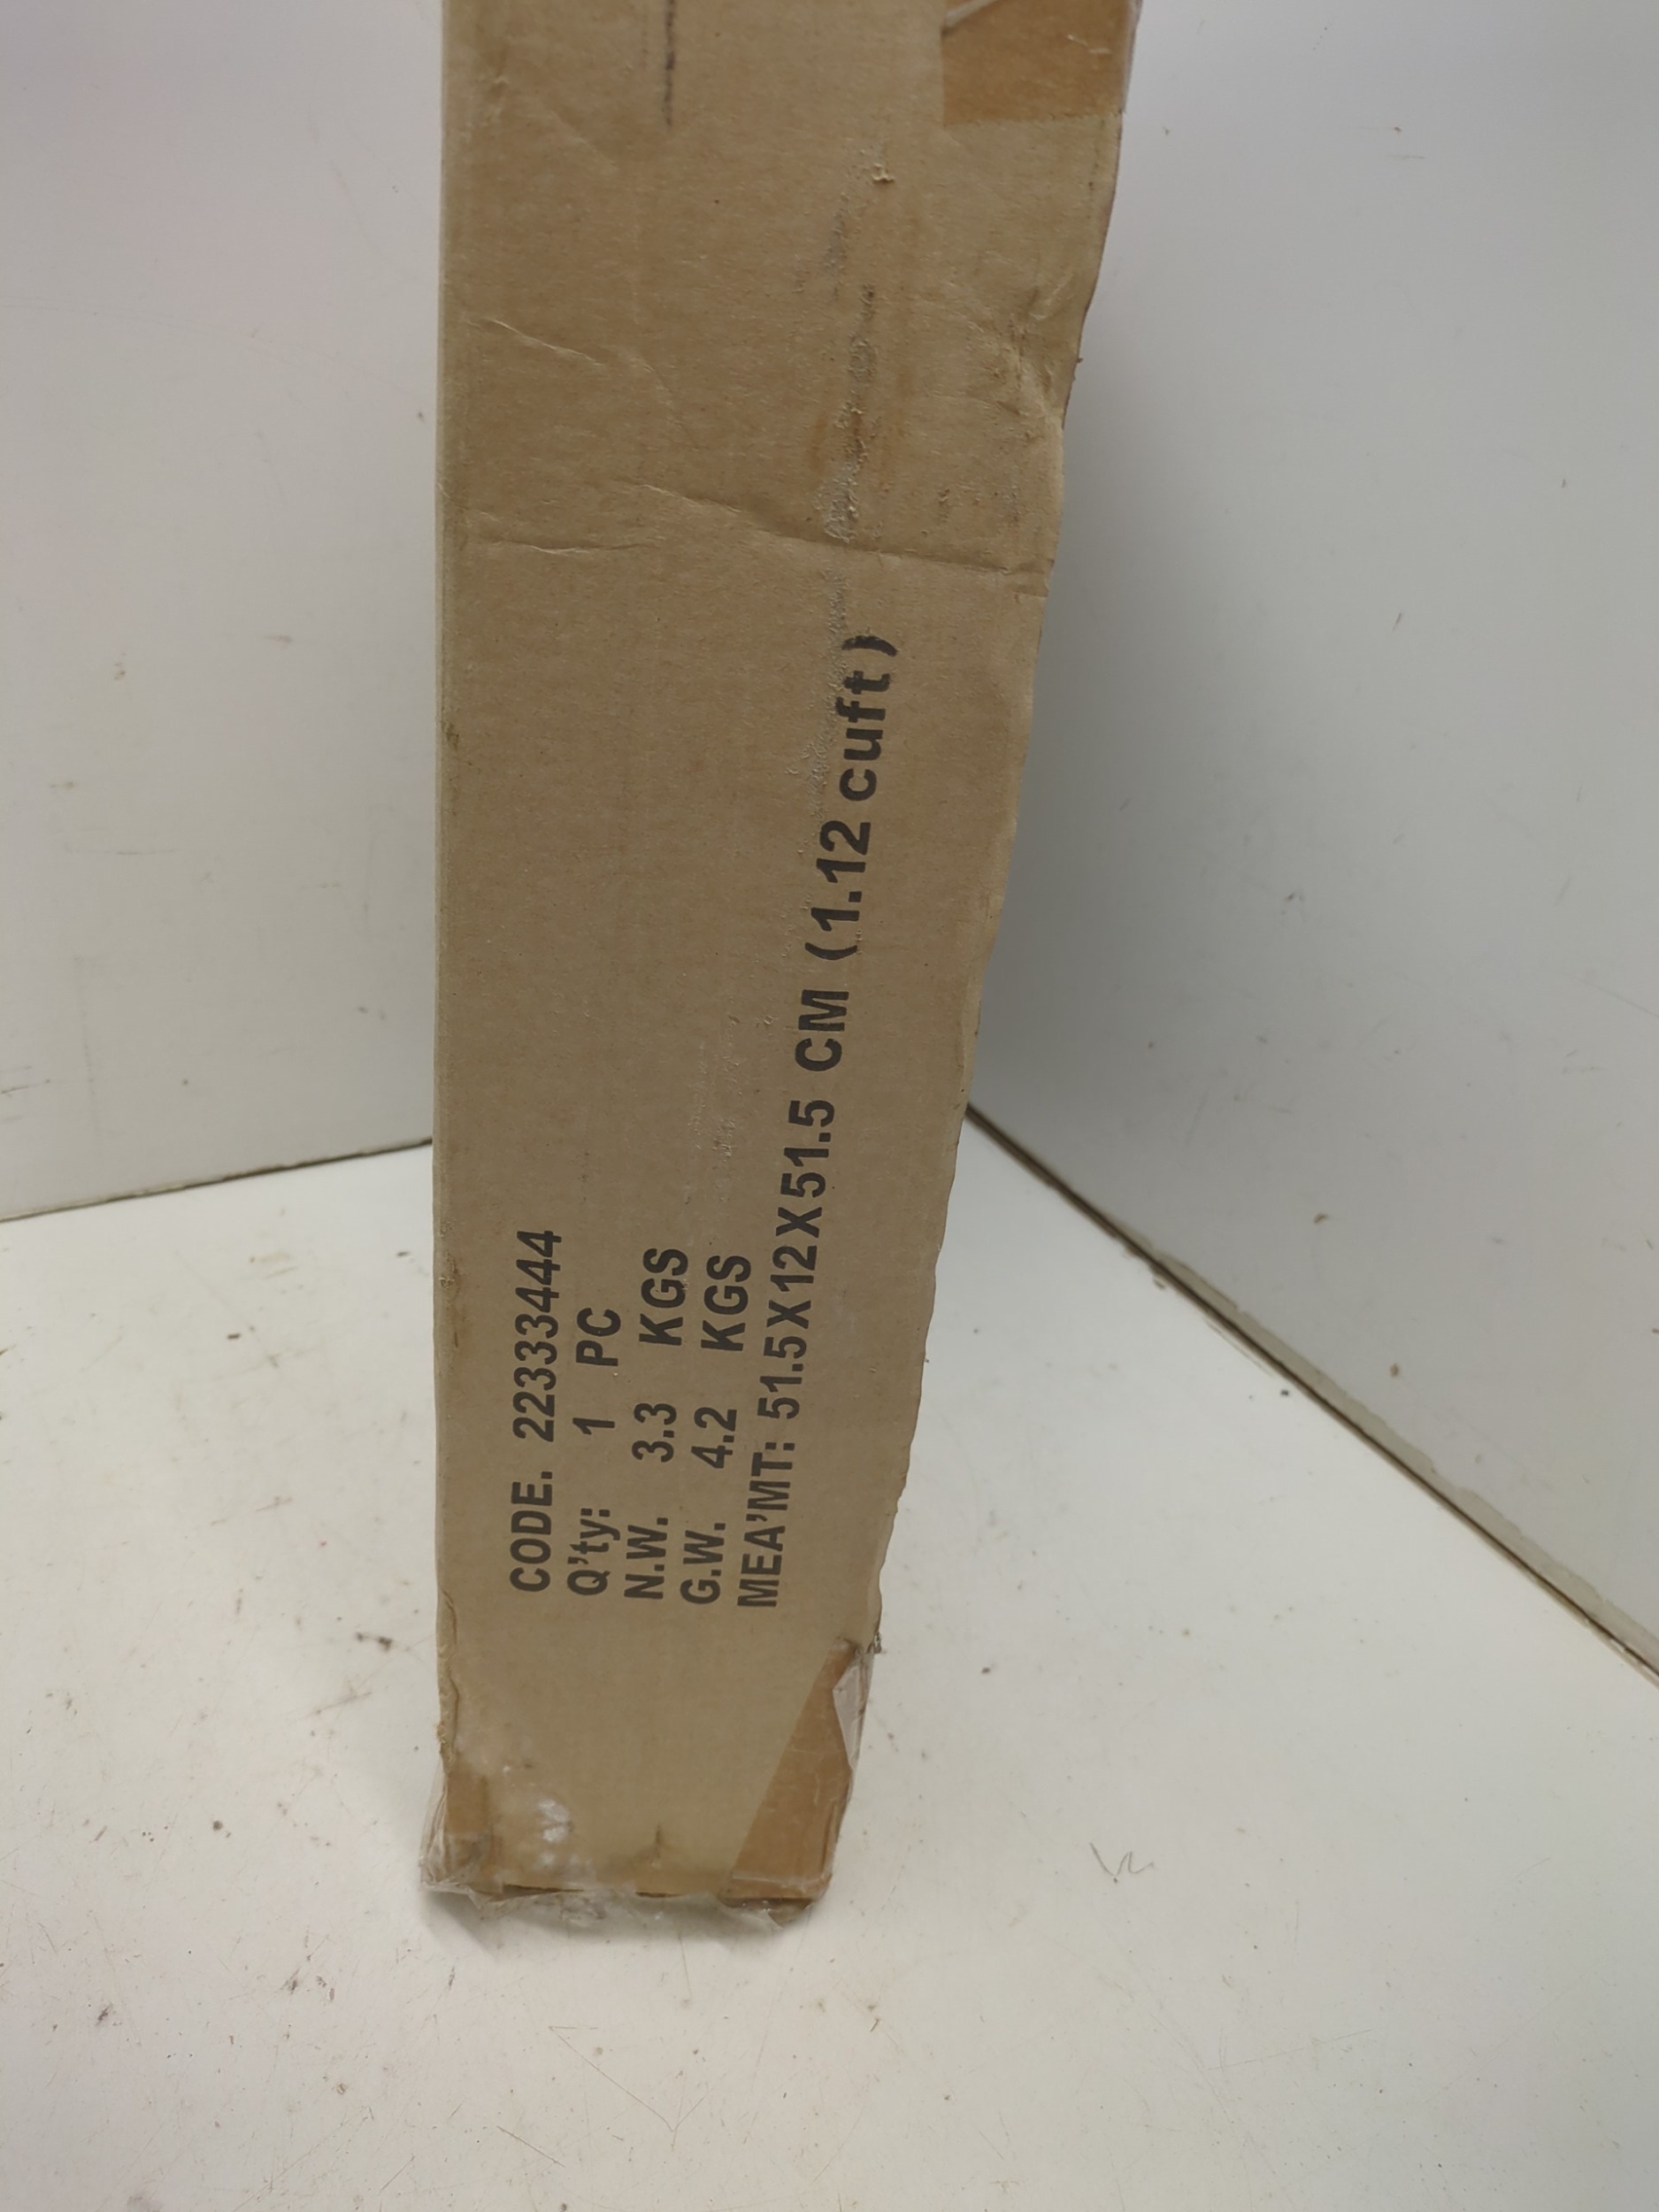 CODE. 22333444
Q'ty: 1 PC
N.W. 3.3 KGS
G.W. 4.2 KGS
MEA'MT: 51.5X12X51.5 CM (1.12 cuft)